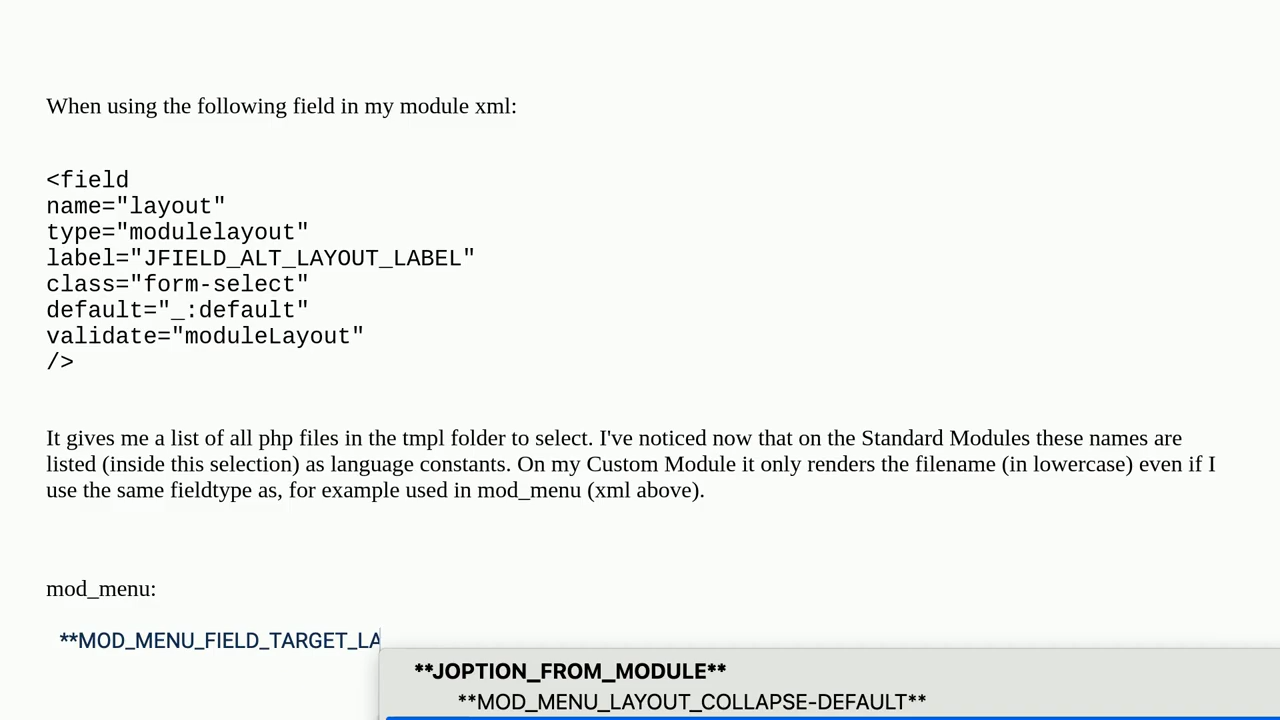 When using the following field in my module xml:
<field
name="layout"
type="modulelayout"
label="JFIELD_ALT_LAYOUT_LABEL"
class="form-select"
default="_:default"
validate="moduleLayout"
/>
It gives me a list of all php files in the tmpl folder to select. I've noticed now that on the Standard Modules these names are
listed (inside this selection) as language constants. On my Custom Module it only renders the filename (in lowercase) even if I
use the same fieldtype as, for example used in mod_menu (xml above).
mod_menu:
**MOD_MENU_FIELD_TARGET_LA
**JOPTION_FROM_MODULE**
**MOD_MENU_LAYOUT_COLLAPSE-DEFAULT**